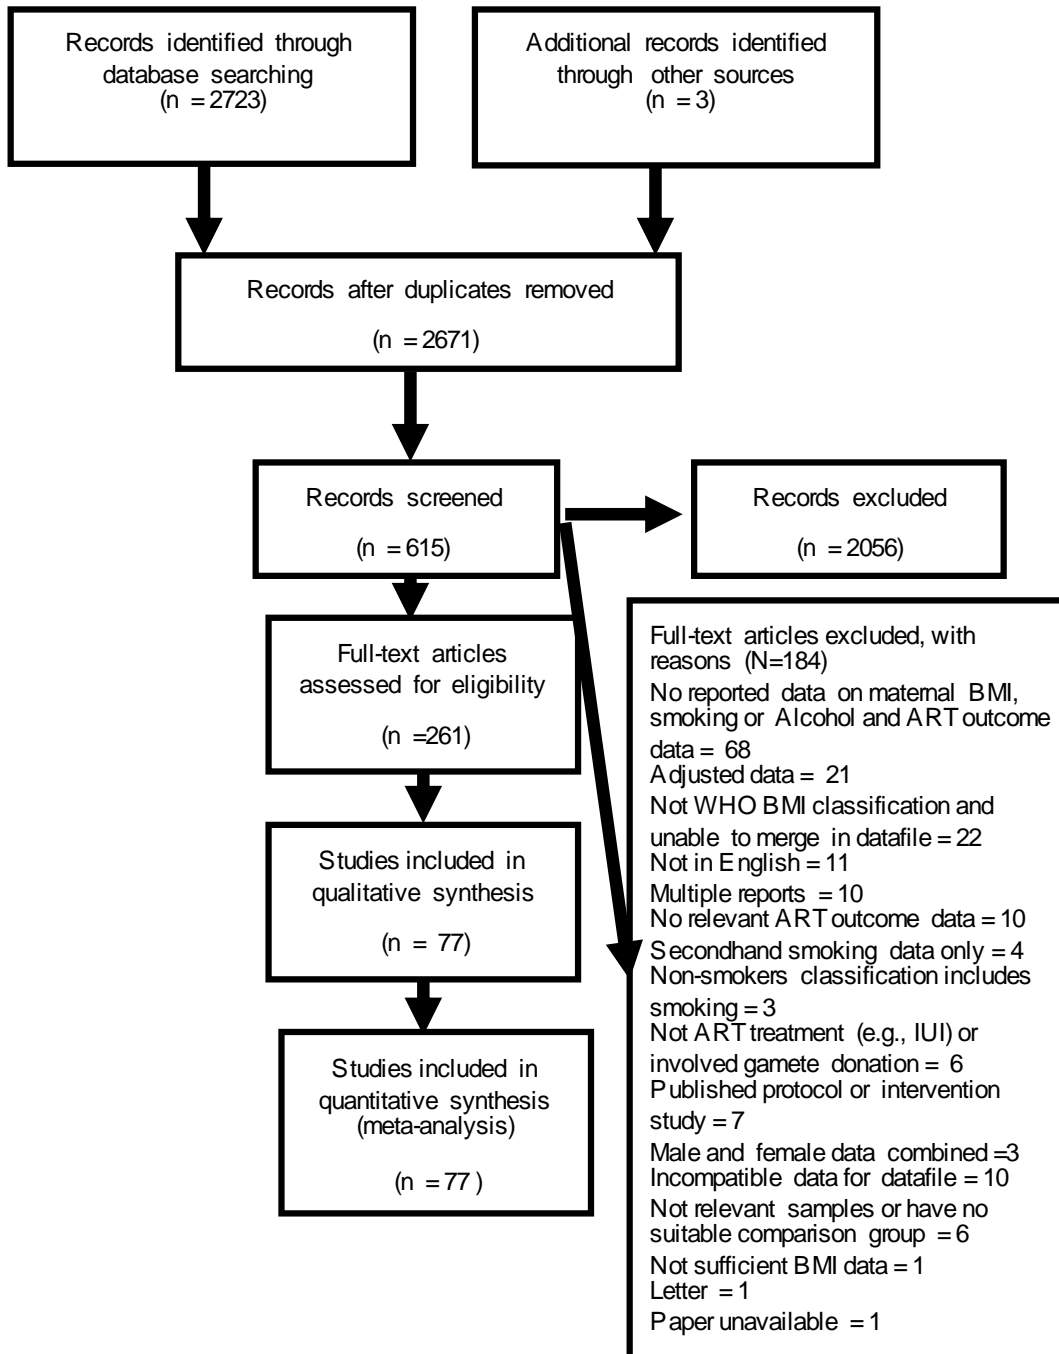 Records identified through
database searching
(n = 2723)
Additional records identified
through other sources
(n = 3)
Records after duplicates removed
(n = 2671)
Records screened
(n = 615)
Records excluded
(n = 2056)
Full-text articles
assessed for eligibility
(n =261)
Full-text articles excluded, with
reasons (N=184)
No reported data on maternal BMI,
smoking or Alcohol and ART outcome
data = 68
Adjusted data = 21
Not WHO BMI classification and
unable to merge in datafile = 22
Not in English = 11
Multiple reports = 10
No relevant ART outcome data = 10
Secondhand smoking data only = 4
Non-smokers classification includes
smoking = 3
Not ART treatment (e.g., IUI) or
involved gamete donation = 6
Published protocol or intervention
study = 7
Male and female data combined =3
Incompatible data for datafile = 10
Not relevant samples or have no
suitable comparison group = 6
Not sufficient BMI data = 1
Letter = 1
Paper unavailable = 1
Studies included in
qualitative synthesis
(n = 77)
Studies included in
quantitative synthesis
(meta-analysis)
(n = 77 )